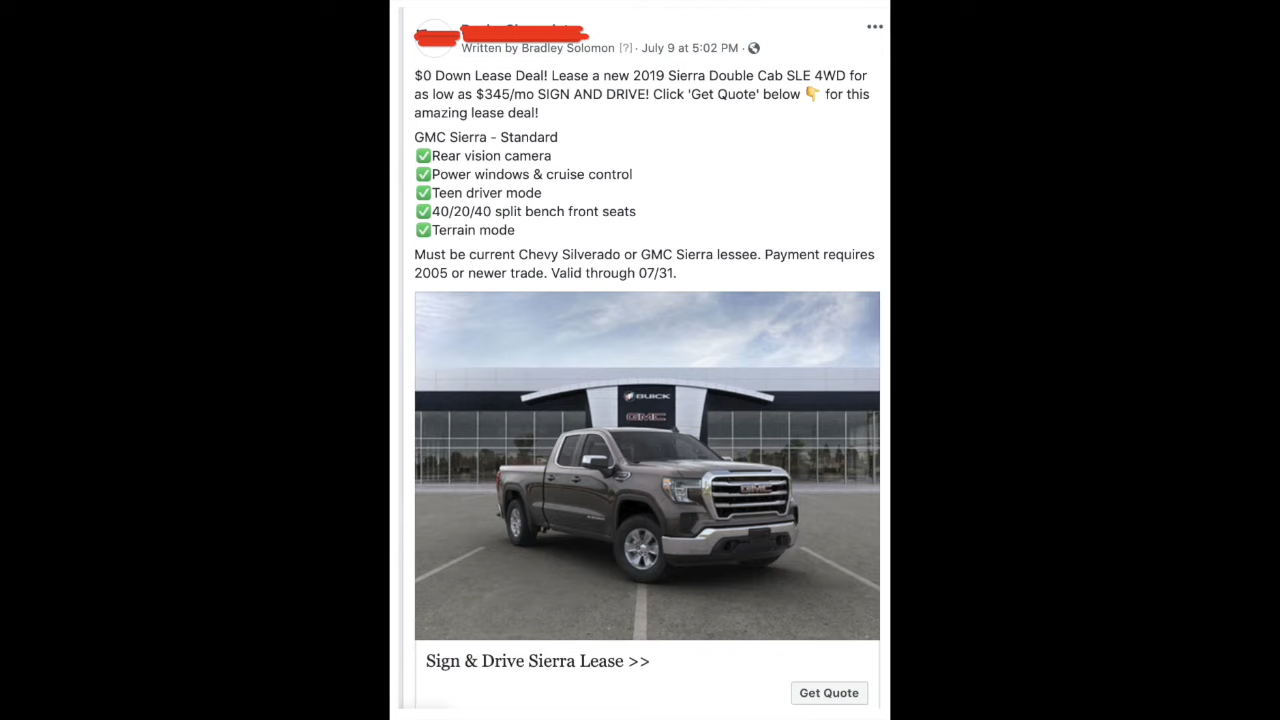 Written by Bradley Solomon [?] · July 9 at 5:02 PM ·
$0 Down Lease Deal! Lease a new 2019 Sierra Double Cab SLE 4WD for
as low as $345/mo SIGN AND DRIVE! Click 'Get Quote' below 👇 for this
amazing lease deal!
GMC Sierra - Standard
✅Rear vision camera
✅Power windows & cruise control
✅Teen driver mode
✅40/20/40 split bench front seats
✅Terrain mode
Must be current Chevy Silverado or GMC Sierra lessee. Payment requires
2005 or newer trade. Valid through 07/31.
BUICK
GMC
GMC
Sign & Drive Sierra Lease >>
Get Quote